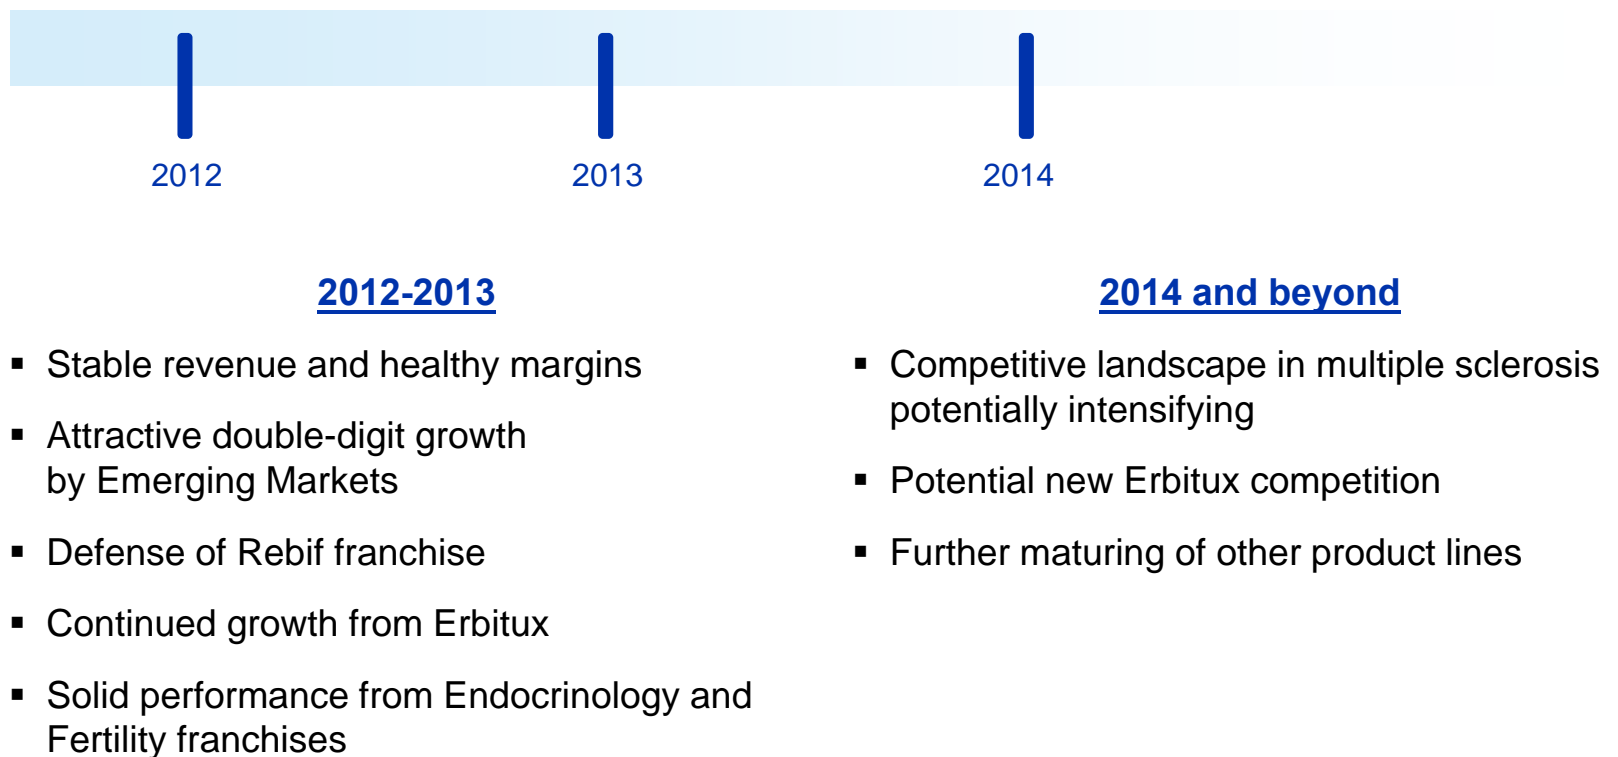 2012
2013
2014
2012-2013
▪ Stable revenue and healthy margins
▪ Attractive double-digit growth
by Emerging Markets
▪ Defense of Rebif franchise
▪ Continued growth from Erbitux
▪ Solid performance from Endocrinology and
Fertility franchises
2014 and beyond
▪ Competitive landscape in multiple sclerosis
potentially intensifying
▪ Potential new Erbitux competition
▪ Further maturing of other product lines